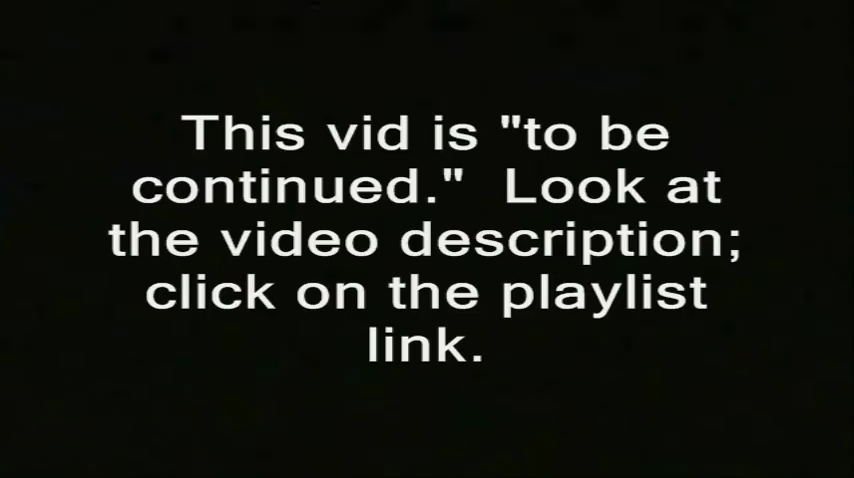 This vid is "to be
continued."  Look at
the video description;
click on the playlist
link.